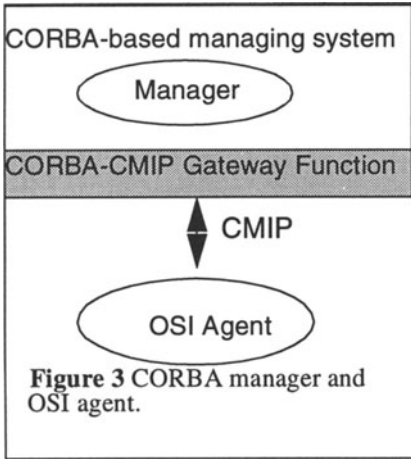 CORBA-based managing system
Manager
CORBA-CMIP Gateway Function
CMIP
OSI Agent
Figure 3 CORBA manager and
OSI agent.